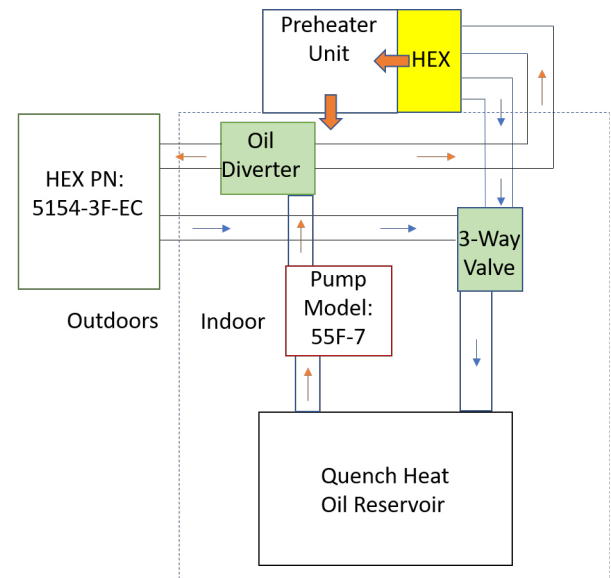 Preheater
Unit
HEX
Oil
Diverter
HEX PN:
5154-3F-EC
3-Way
Valve
Pump
Model:
55F-7
Outdoors
Indoor
Quench Heat
Oil Reservoir